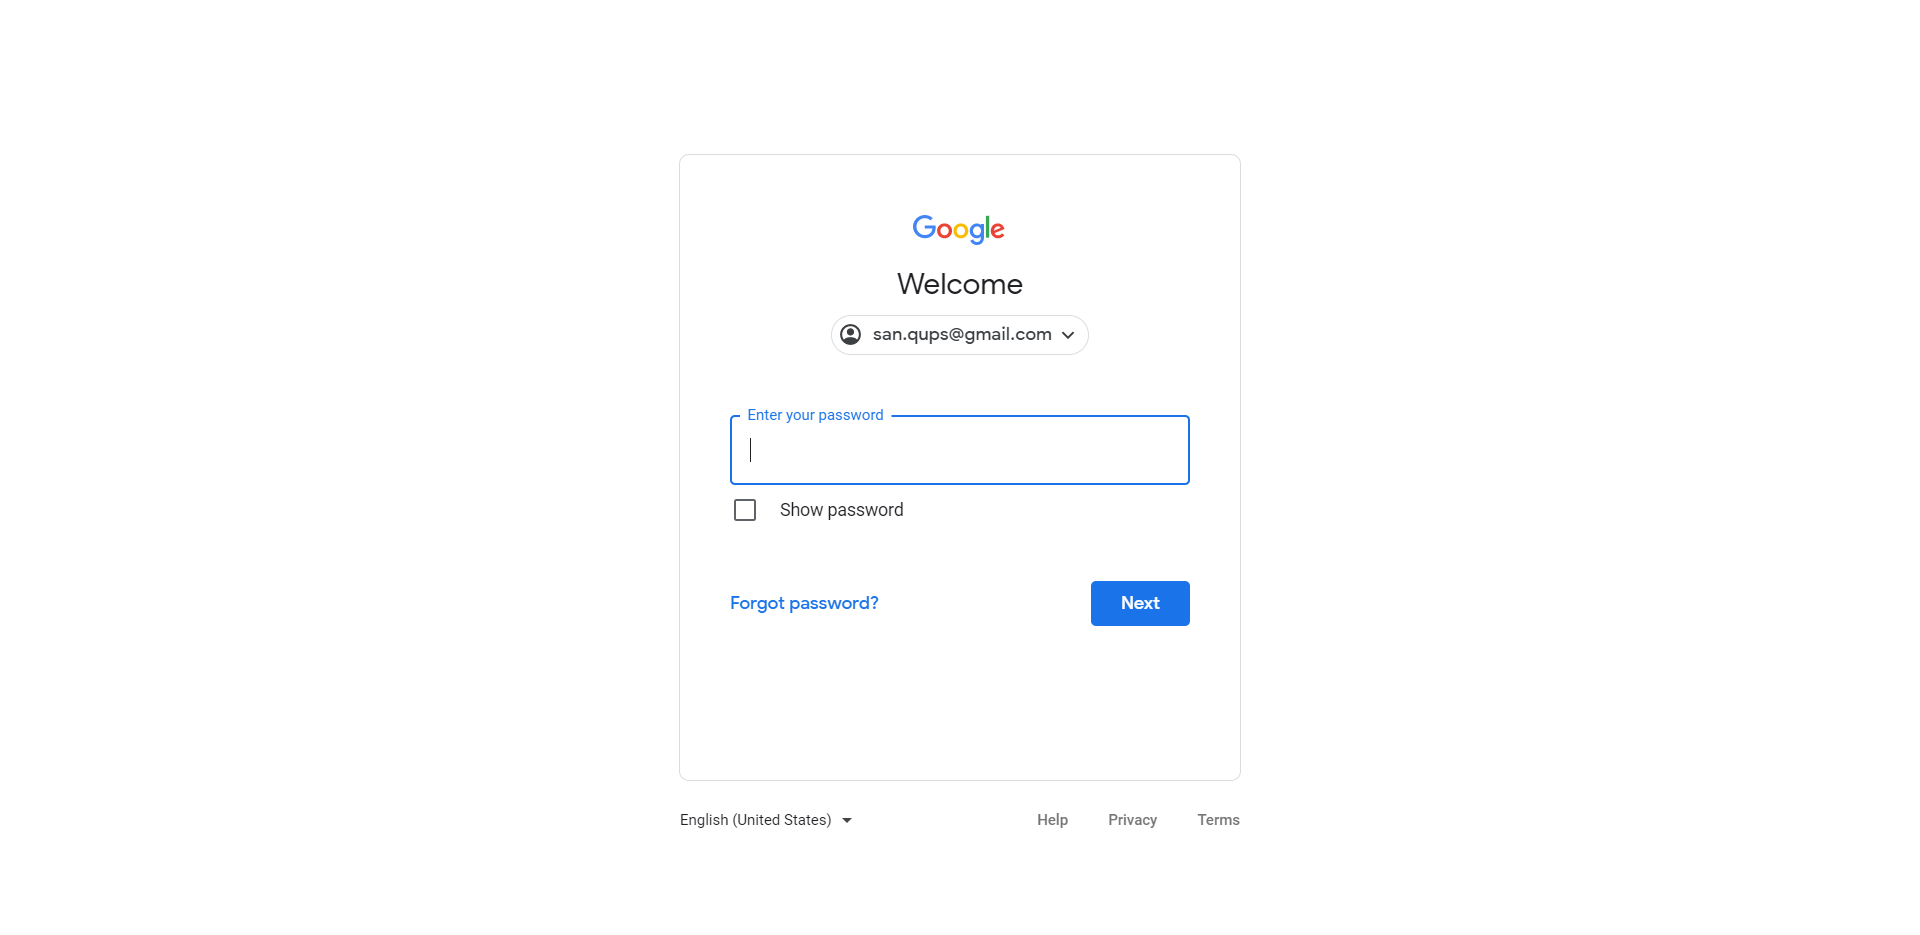 Google
Welcome
san.qups@gmail.com
Enter your password
Show password
Forgot password?
Next
English (United States)
Help
Privacy
Terms